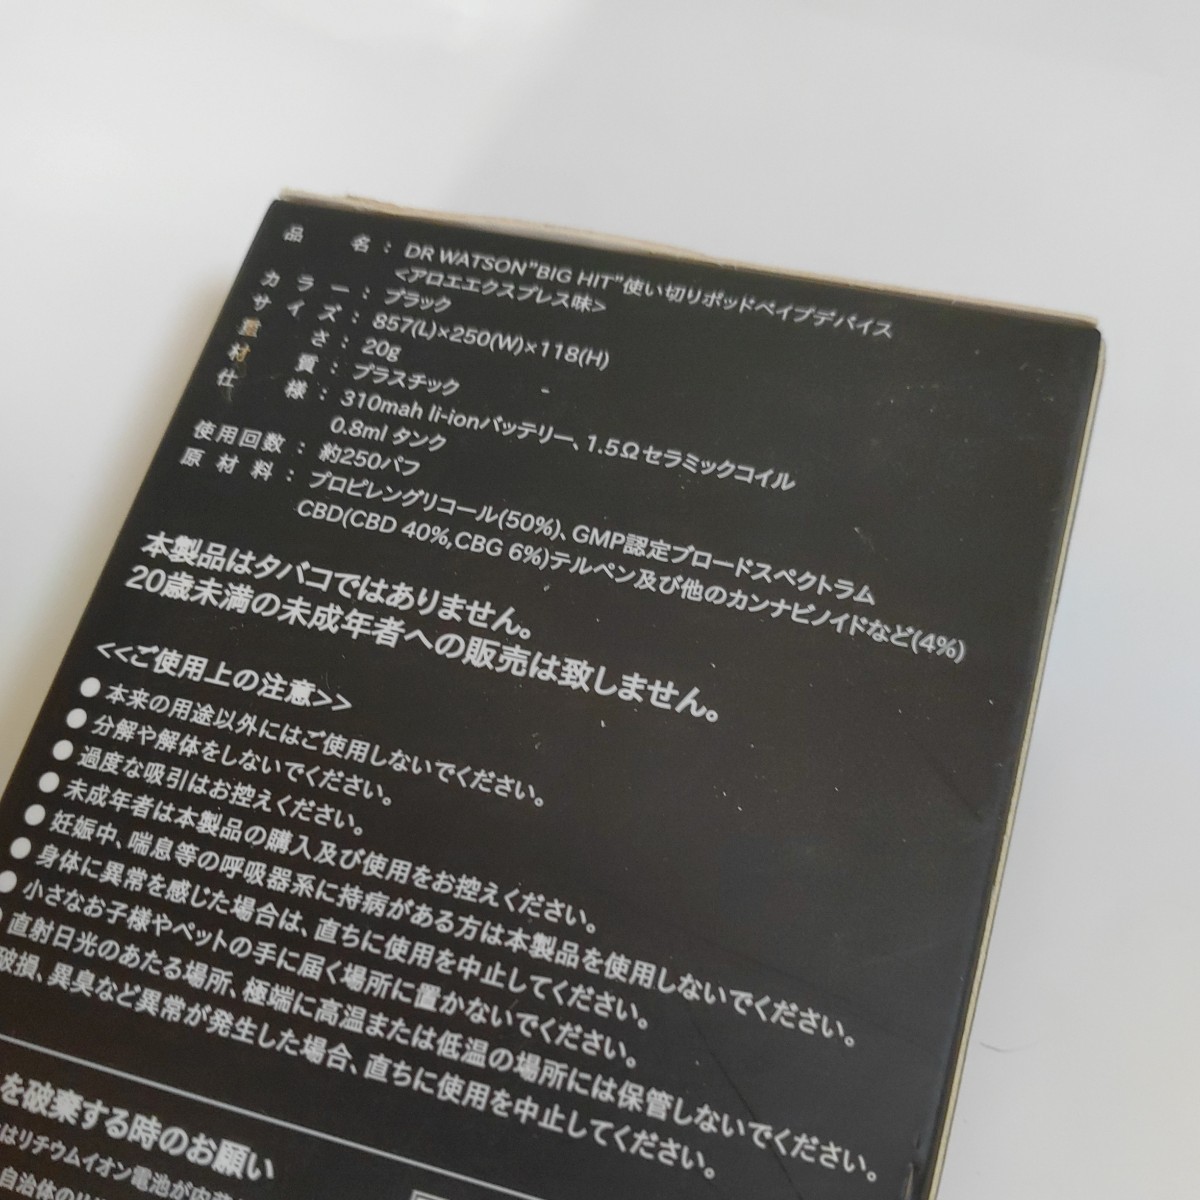 品名：DR WATSON"BIG HIT"使い切りポッドベイプデバイス
<アロエエクスプレス味>
カラー：ブラック
サイズ：857(L)×250(W)×118(H)
重さ：20g
材質：プラスチック
仕様：310mah li-ionバッテリー、1.5Ωセラミックコイル
0.8ml タンク
使用回数：約250パフ
原材料：プロピレングリコール(50%)、GMP認定ブロードスペクトラム
CBD(CBD 40%,CBG 6%)テルペン及び他のカンナビノイドなど(4%)
本製品はタバコではありません。
20歳未満の未成年者への販売は致しません。
<<ご使用上の注意>>
●本来の用途以外にはご使用しないでください。
●分解や解体をしないでください。
●過度な吸引はお控えください。
●未成年者は本製品の購入及び使用をお控えください。
●妊娠中、喘息等の呼吸器系に持病がある方は本製品を使用しないでください。
●身体に異常を感じた場合は、直ちに使用を中止してください。
●小さなお子様やペットの手に届く場所に置かないでください。
直射日光のあたる場所、極端に高温または低温の場所には保管しないでください。
破損、異臭など異常が発生した場合、直ちに使用を中止してください。
を破棄する時のお願い
はリチウムイオン電池が内蔵
自治体の